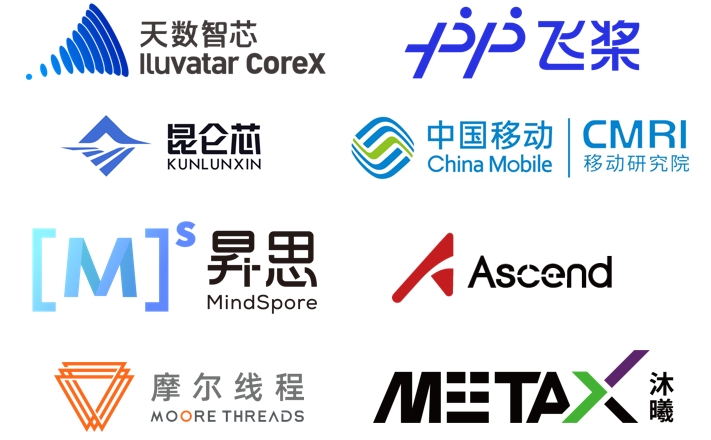 天数智芯
Iluvatar CoreX
飞桨
昆仑芯
KUNLUNXIN
中国移动
China Mobile
CMRI
移动研究院
[M]s
昇思
MindSpore
Ascend
摩尔线程
MOORE THREADS
METAX
沐曦